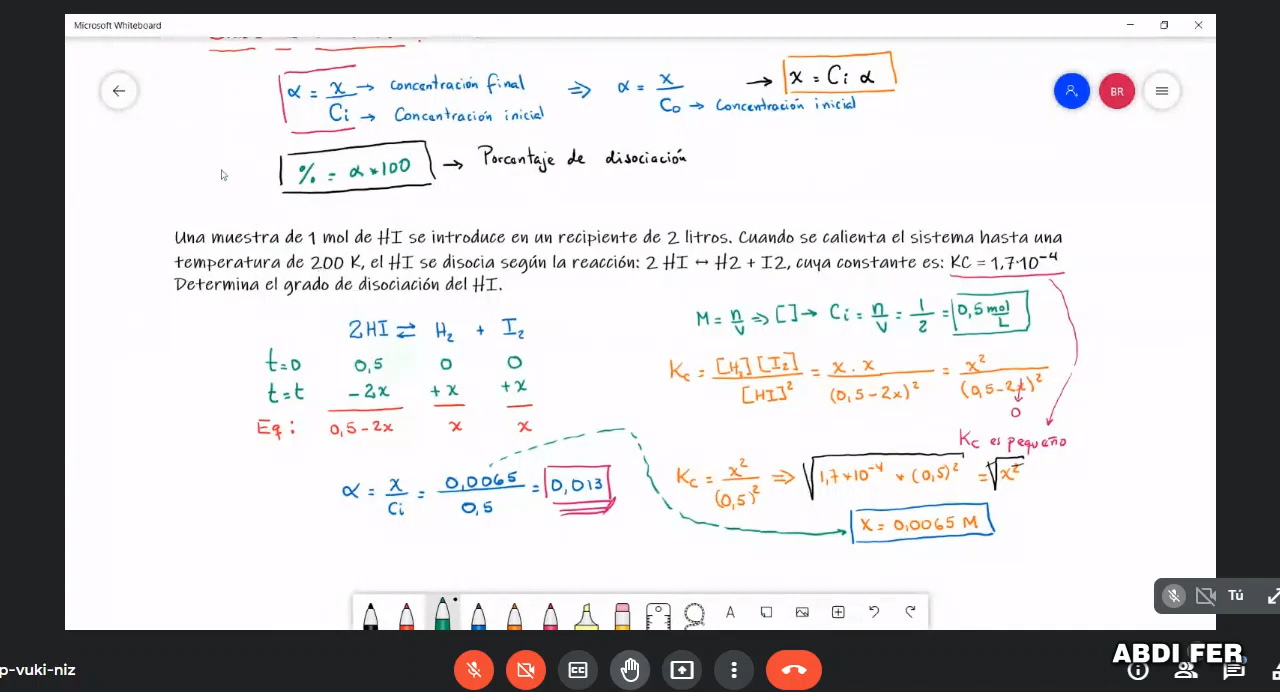 Microsoft Whiteboard
α = x/Ci → concentración final ⇒ α = x/Co → x = Ci α
→ Concentración inicial → Concentración inicial
% = α*100 → Porcentaje de disociación
BR
Una muestra de 1 mol de HI se introduce en un recipiente de 2 litros. Cuando se calienta el sistema hasta una
temperatura de 200 K, el HI se disocia según la reacción: 2 HI ↔ H2 + I2, cuya constante es: KC = 1,7·10⁻⁴
Determina el grado de disociación del HI.
M = n/V ⇒ [ ] → Ci = n/V = 1/2 = 0,5 mol/L
2HI ⇌ H₂ + I₂
t=0 0,5 0 0
t=t -2x +x +x
Eq: 0,5-2x x x
Kc = [H₂][I₂]/[HI]² = x . x/(0,5-2x)² = x²/(0,5-2x)²
0
Kc es pequeño
Kc = x²/(0,5)² ⇒ √1,7*10⁻⁴ * (0,5)² = √x²
α = x/Ci = 0,0065/0,5 = 0,013
x = 0,0065 M
A
Tú
ABDI FER
p-vuki-niz
CC